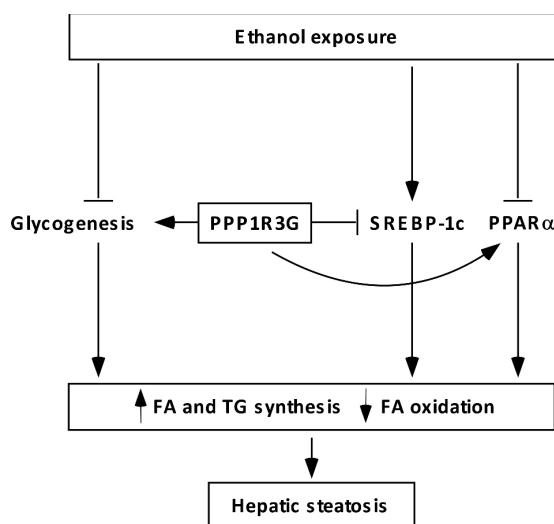 Ethanol exposure
Glycogenesis PPP1R3G SREBP-1c PPARα
FA and TG synthesis FA oxidation
Hepatic steatosis